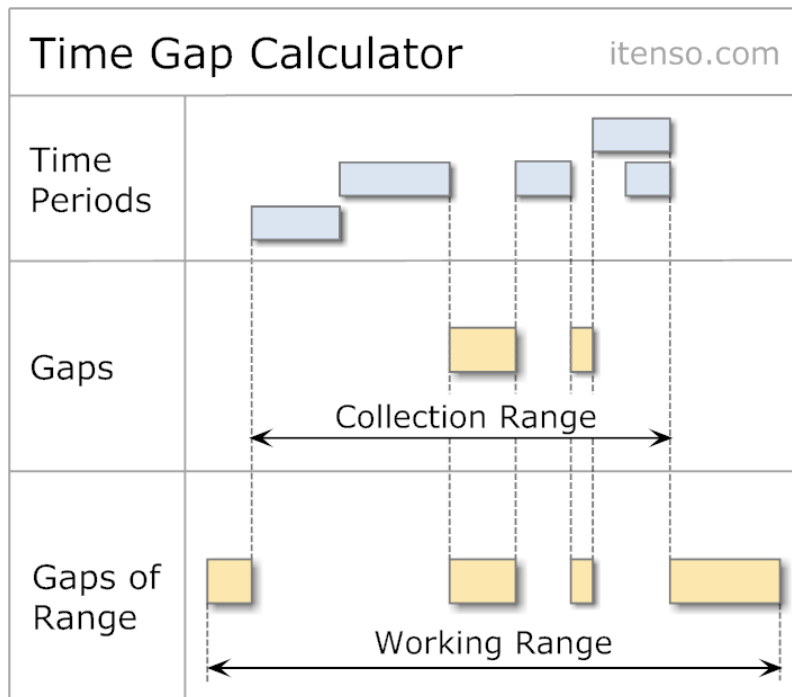 Time Gap Calculator
itenso.com
Time
Periods
Gaps
Collection Range
Gaps of
Range
Working Range